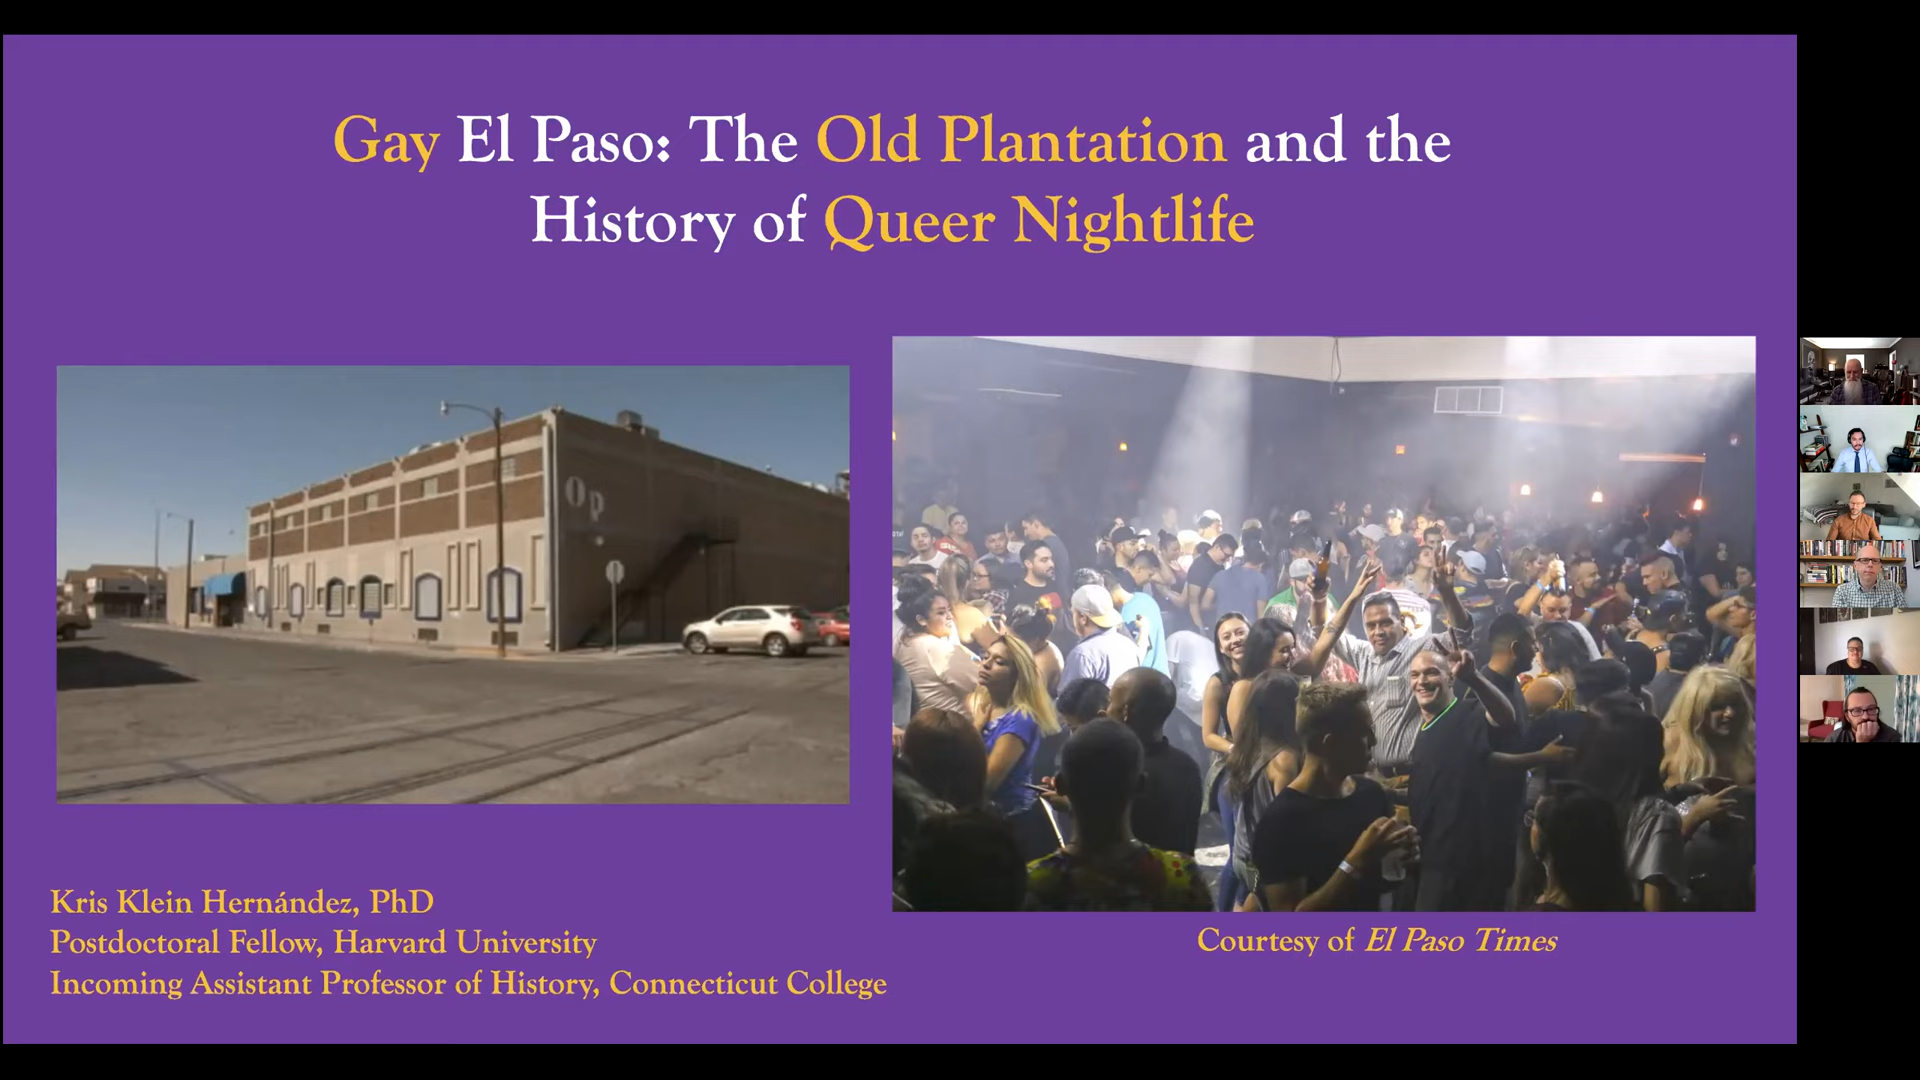 Gay El Paso: The Old Plantation and the
History of Queer Nightlife
OP
Kris Klein Hernández, PhD
Postdoctoral Fellow, Harvard University
Incoming Assistant Professor of History, Connecticut College
Courtesy of El Paso Times